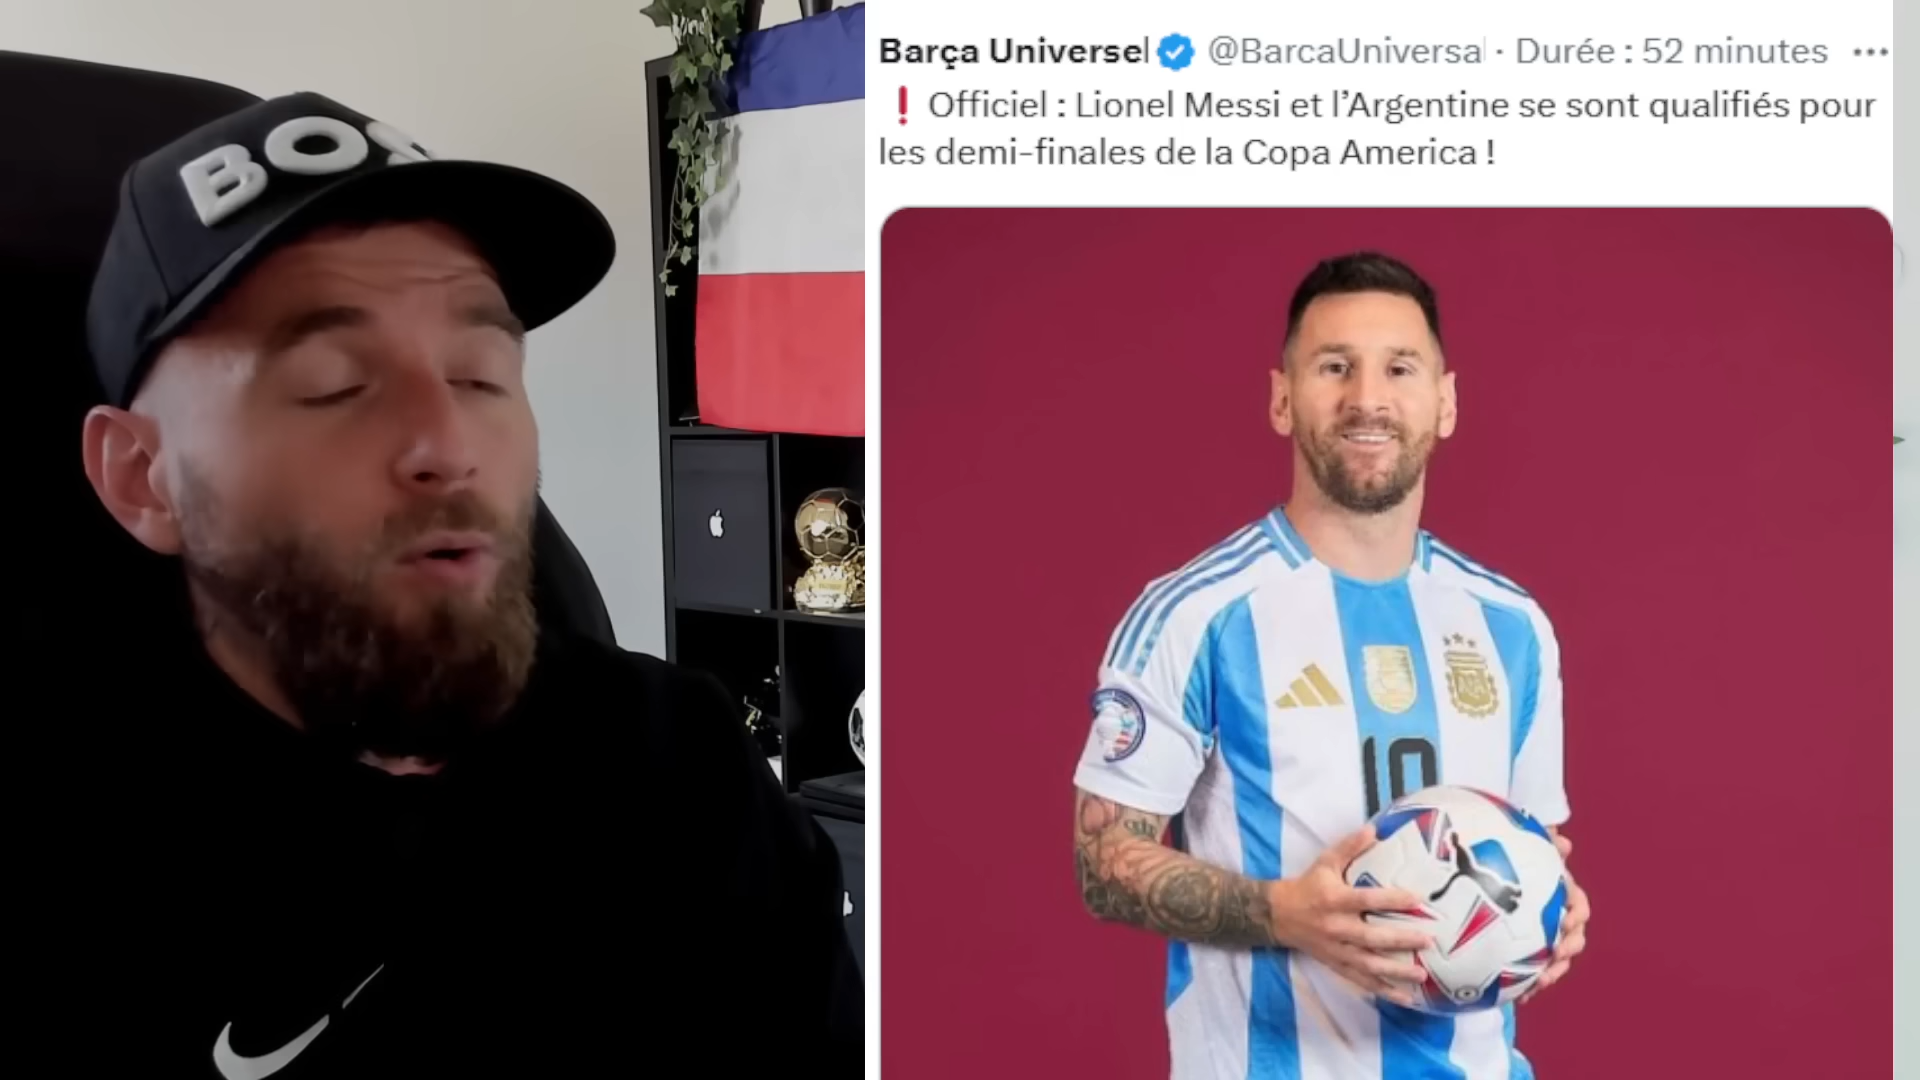 BOS
Barça Universel @BarcaUniversal · Durée : 52 minutes
❗ Officiel : Lionel Messi et l’Argentine se sont qualifiés pour
les demi-finales de la Copa America !
10